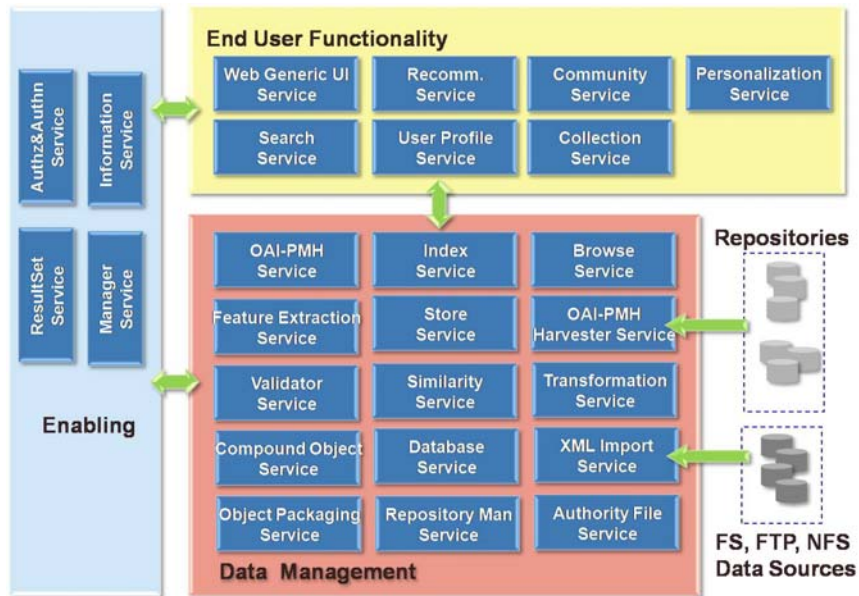 End User Functionality
Web Generic UI
Service
Recomm.
Service
Community
Service
Personalization
Service
Search
Service
User Profile
Service
Collection
Service
Authz&Authn
Service
Information
Service
ResultSet
Service
Manager
Service
Enabling
OAI-PMH
Service
Index
Service
Browse
Service
Feature Extraction
Service
Store
Service
OAI-PMH
Harvester Service
Validator
Service
Similarity
Service
Transformation
Service
Compound Object
Service
Database
Service
XML Import
Service
Object Packaging
Service
Repository Man
Service
Authority File
Service
Data Management
Repositories
FS, FTP, NFS
Data Sources